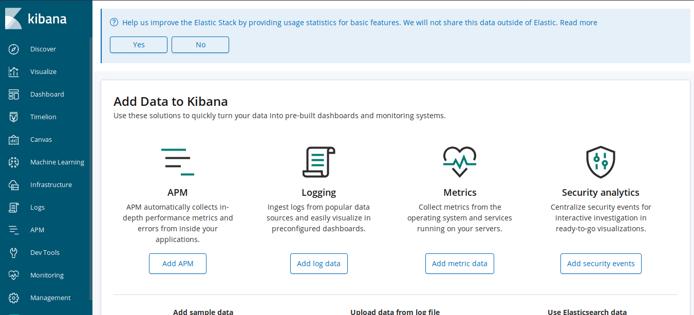 kibana
Discover
Visualize
Dashboard
Timelion
Canvas
Machine Learning
Infrastructure
Logs
APM
Dev Tools
Monitoring
Management
Help us improve the Elastic Stack by providing usage statistics for basic features. We will not share this data outside of Elastic. Read more
Yes No
Add Data to Kibana
Use these solutions to quickly turn your data into pre-built dashboards and monitoring systems.
APM
APM automatically collects in-
depth performance metrics and
errors from inside your
applications.
Add APM
Logging
Ingest logs from popular data
sources and easily visualize in
preconfigured dashboards.
Add log data
Metrics
Collect metrics from the
operating system and services
running on your servers.
Add metric data
Security analytics
Centralize security events for
interactive investigation in
ready-to-go visualizations.
Add security events
Add sample data Upload data from log file Use Elasticsearch data